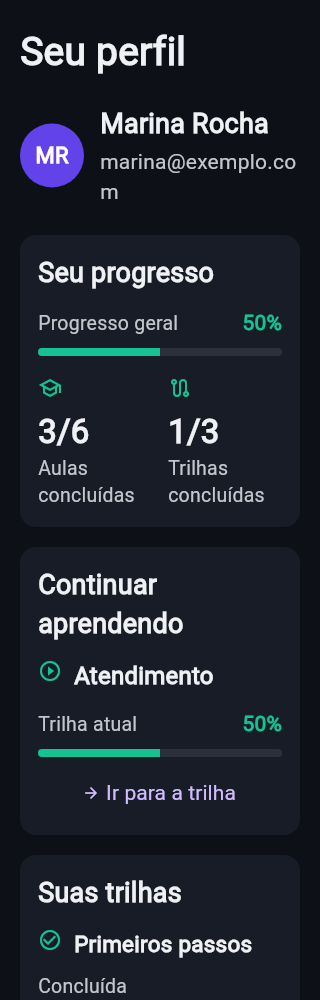 Seu perfil
MR
Marina Rocha
marina@exemplo.co
m
Seu progresso
Progresso geral 50%
3/6 1/3
Aulas Trilhas
concluídas concluídas
Continuar
aprendendo
Atendimento
Trilha atual 50%
Ir para a trilha
Suas trilhas
Primeiros passos
Concluída